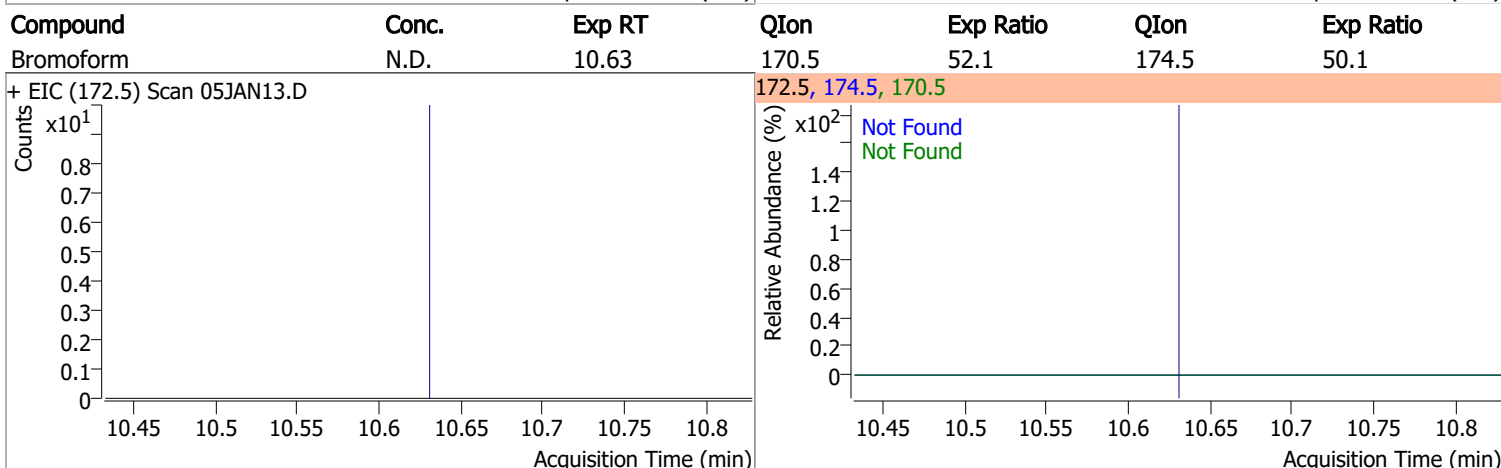 Compound Conc. Exp RT QIon Exp Ratio QIon Exp Ratio
Bromoform N.D. 10.63 170.5 52.1 174.5 50.1
+ EIC (172.5) Scan 05JAN13.D
Counts
x10¹
0.8
0.7
0.6
0.5
0.4
0.3
0.2
0.1
0
10.45 10.5 10.55 10.6 10.65 10.7 10.75 10.8
Acquisition Time (min)
172.5, 174.5, 170.5
Relative Abundance (%)
x10²
Not Found
Not Found
1.4
1.2
1
0.8
0.6
0.4
0.2
0
10.45 10.5 10.55 10.6 10.65 10.7 10.75 10.8
Acquisition Time (min)